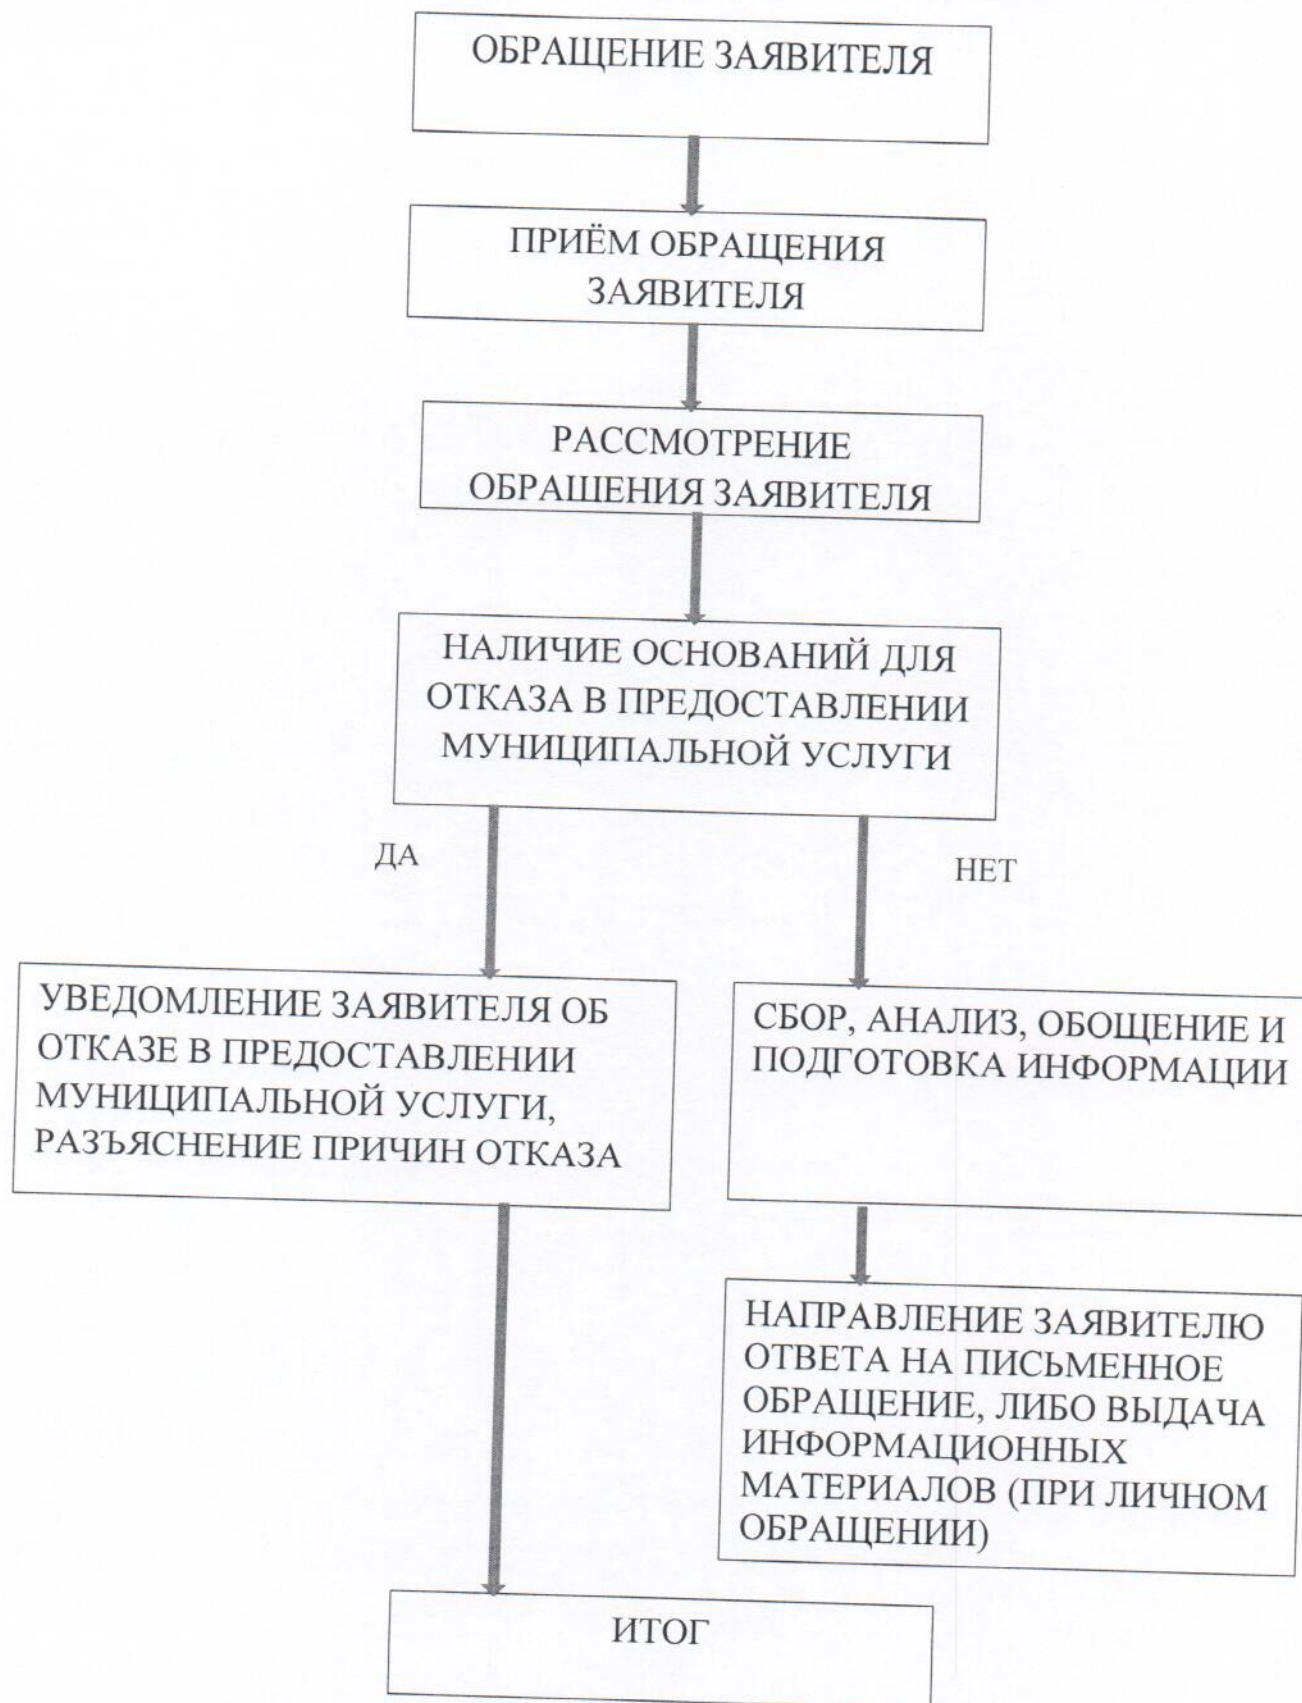 ОБРАЩЕНИЕ ЗАЯВИТЕЛЯ
ПРИЁМ ОБРАЩЕНИЯ
ЗАЯВИТЕЛЯ
РАССМОТРЕНИЕ
ОБРАШЕНИЯ ЗАЯВИТЕЛЯ
НАЛИЧИЕ ОСНОВАНИЙ ДЛЯ
ОТКАЗА В ПРЕДОСТАВЛЕНИИ
МУНИЦИПАЛЬНОЙ УСЛУГИ
ДА
НЕТ
УВЕДОМЛЕНИЕ ЗАЯВИТЕЛЯ ОБ
ОТКАЗЕ В ПРЕДОСТАВЛЕНИИ
МУНИЦИПАЛЬНОЙ УСЛУГИ,
РАЗЪЯСНЕНИЕ ПРИЧИН ОТКАЗА
СБОР, АНАЛИЗ, ОБОЩЕНИЕ И
ПОДГОТОВКА ИНФОРМАЦИИ
НАПРАВЛЕНИЕ ЗАЯВИТЕЛЮ
ОТВЕТА НА ПИСЬМЕННОЕ
ОБРАЩЕНИЕ, ЛИБО ВЫДАЧА
ИНФОРМАЦИОННЫХ
МАТЕРИАЛОВ (ПРИ ЛИЧНОМ
ОБРАЩЕНИИ)
ИТОГ